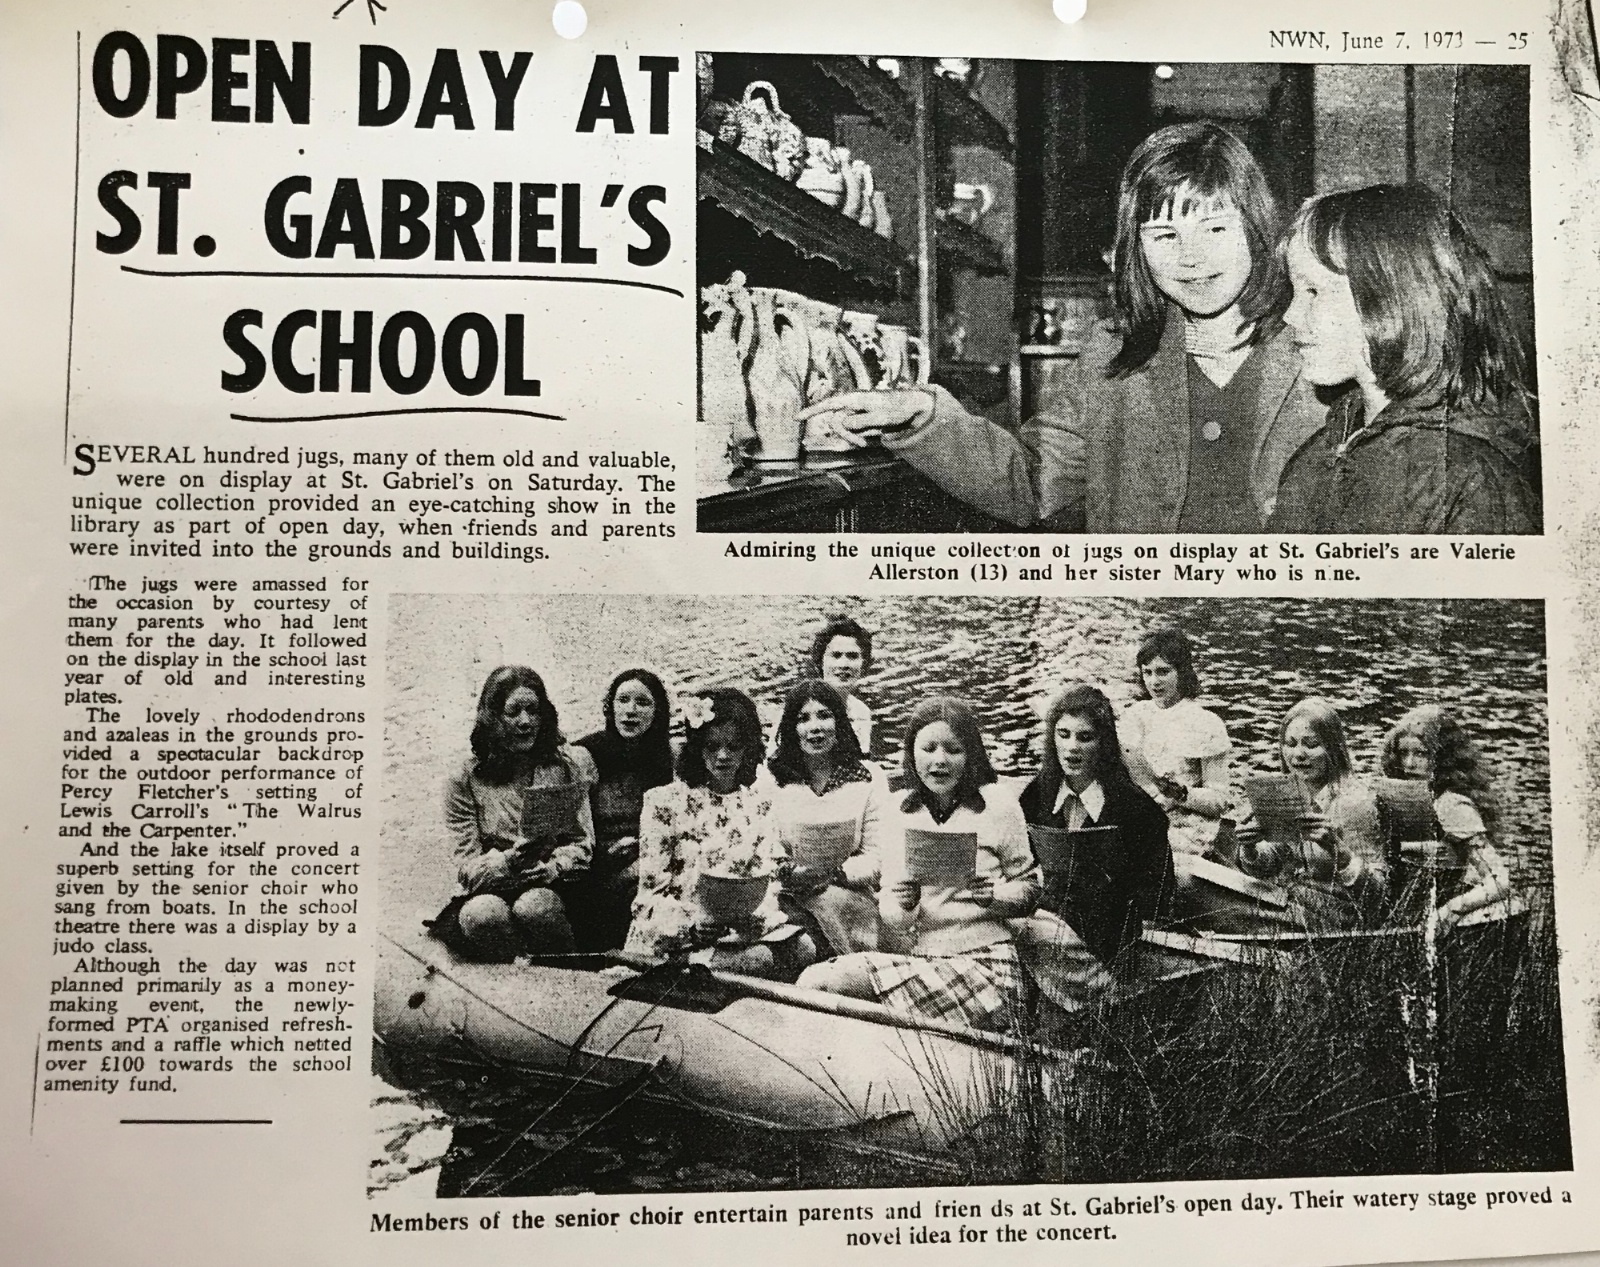 NWN, June 7, 1973 — 25
OPEN DAY AT
ST. GABRIEL'S
SCHOOL
SEVERAL hundred jugs, many of them old and valuable,
were on display at St. Gabriel's on Saturday. The
unique collection provided an eye-catching show in the
library as part of open day, when friends and parents
were invited into the grounds and buildings.
The jugs were amassed for
the occasion by courtesy of
many parents who had lent
them for the day. It followed
on the display in the school last
year of old and interesting
plates.
The lovely rhododendrons
and azaleas in the grounds pro-
vided a spectacular backdrop
for the outdoor performance of
Percy Fletcher's setting of
Lewis Carroll's "The Walrus
and the Carpenter."
And the lake itself proved a
superb setting for the concert
given by the senior choir who
sang from boats. In the school
theatre there was a display by a
judo class.
Although the day was not
planned primarily as a money-
making event, the newly-
formed PTA organised refresh-
ments and a raffle which netted
over £100 towards the school
amenity fund.
Admiring the unique collection of jugs on display at St. Gabriel's are Valerie
Allerston (13) and her sister Mary who is nine.
Members of the senior choir entertain parents and frien ds at St. Gabriel's open day. Their watery stage proved a
novel idea for the concert.